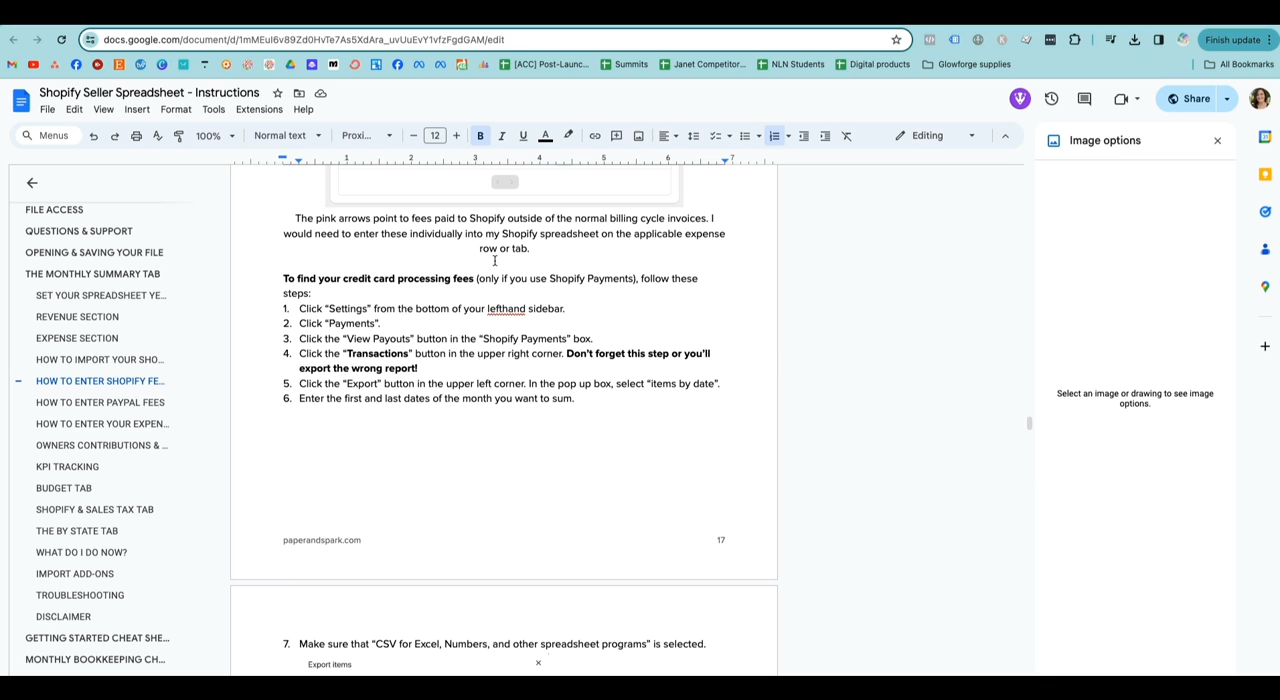 docs.google.com/document/d/1mMEuI6v89Zd0HvTe7As5XdAra_uvUuEvY1vfzFgdGAM/edit
Finish update
[ACC] Post-Launc...
Summits
Janet Competitor...
NLN Students
Digital products
Glowforge supplies
All Bookmarks
Shopify Seller Spreadsheet - Instructions
File Edit View Insert Format Tools Extensions Help
Share
Menus
100%
Normal text
Proxi...
12
Editing
Image options
1 2 3 4 5 6 7
FILE ACCESS
QUESTIONS & SUPPORT
OPENING & SAVING YOUR FILE
THE MONTHLY SUMMARY TAB
SET YOUR SPREADSHEET YE...
REVENUE SECTION
EXPENSE SECTION
HOW TO IMPORT YOUR SHO...
HOW TO ENTER SHOPIFY FE...
HOW TO ENTER PAYPAL FEES
HOW TO ENTER YOUR EXPEN...
OWNERS CONTRIBUTIONS & ...
KPI TRACKING
BUDGET TAB
SHOPIFY & SALES TAX TAB
THE BY STATE TAB
WHAT DO I DO NOW?
IMPORT ADD-ONS
TROUBLESHOOTING
DISCLAIMER
GETTING STARTED CHEAT SHE...
MONTHLY BOOKKEEPING CH...
The pink arrows point to fees paid to Shopify outside of the normal billing cycle invoices. I
would need to enter these individually into my Shopify spreadsheet on the applicable expense
row or tab.
To find your credit card processing fees (only if you use Shopify Payments), follow these
steps:
1. Click “Settings” from the bottom of your lefthand sidebar.
2. Click “Payments”.
3. Click the “View Payouts” button in the “Shopify Payments” box.
4. Click the “Transactions” button in the upper right corner. Don’t forget this step or you’ll
export the wrong report!
5. Click the “Export” button in the upper left corner. In the pop up box, select “items by date”.
6. Enter the first and last dates of the month you want to sum.
paperandspark.com
17
7. Make sure that “CSV for Excel, Numbers, and other spreadsheet programs” is selected.
Export items
Select an image or drawing to see image
options.